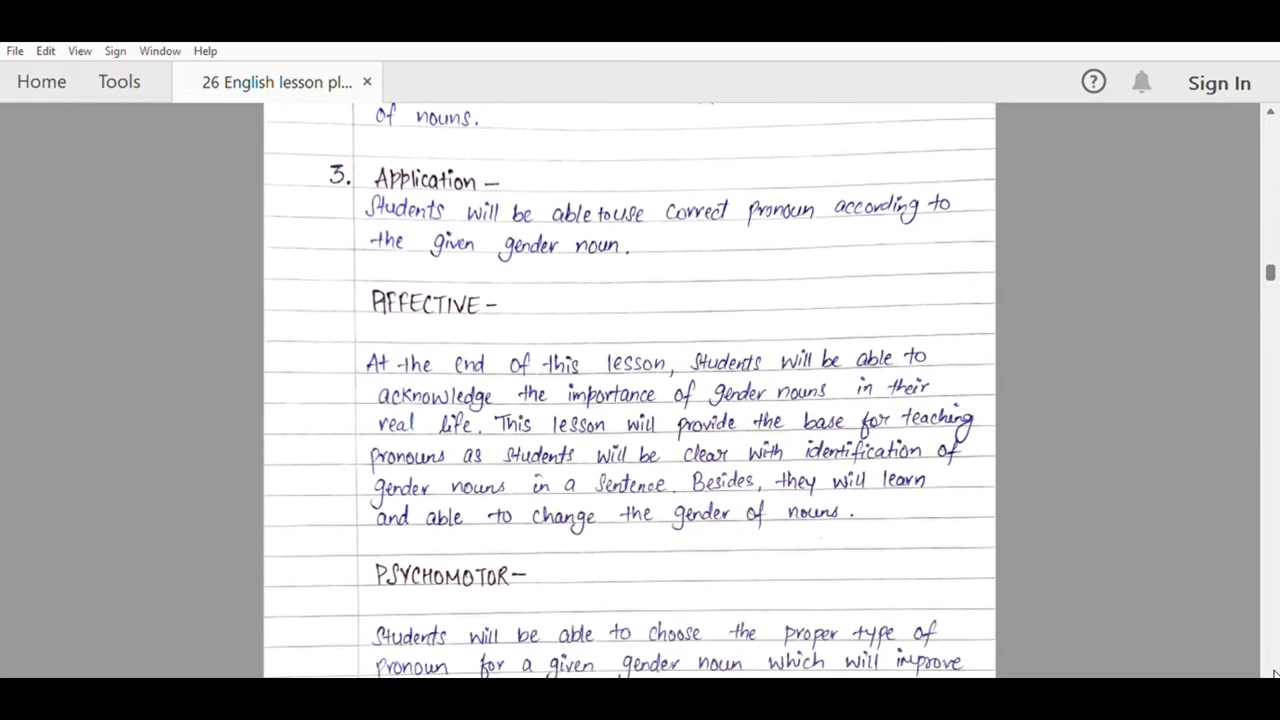 File Edit View Sign Window Help
Home Tools 26 English lesson pl... × ? Sign In
of nouns.
3. Application –
Students will be able to use correct pronoun according to
the given gender noun.
AFFECTIVE –
At the end of this lesson, Students will be able to
acknowledge the importance of gender nouns in their
real life. This lesson will provide the base for teaching
pronouns as students will be clear with identification of
gender nouns in a sentence. Besides, they will learn
and able to change the gender of nouns.
PSYCHOMOTOR –
Students will be able to choose the proper type of
pronoun for a given gender noun which will improve